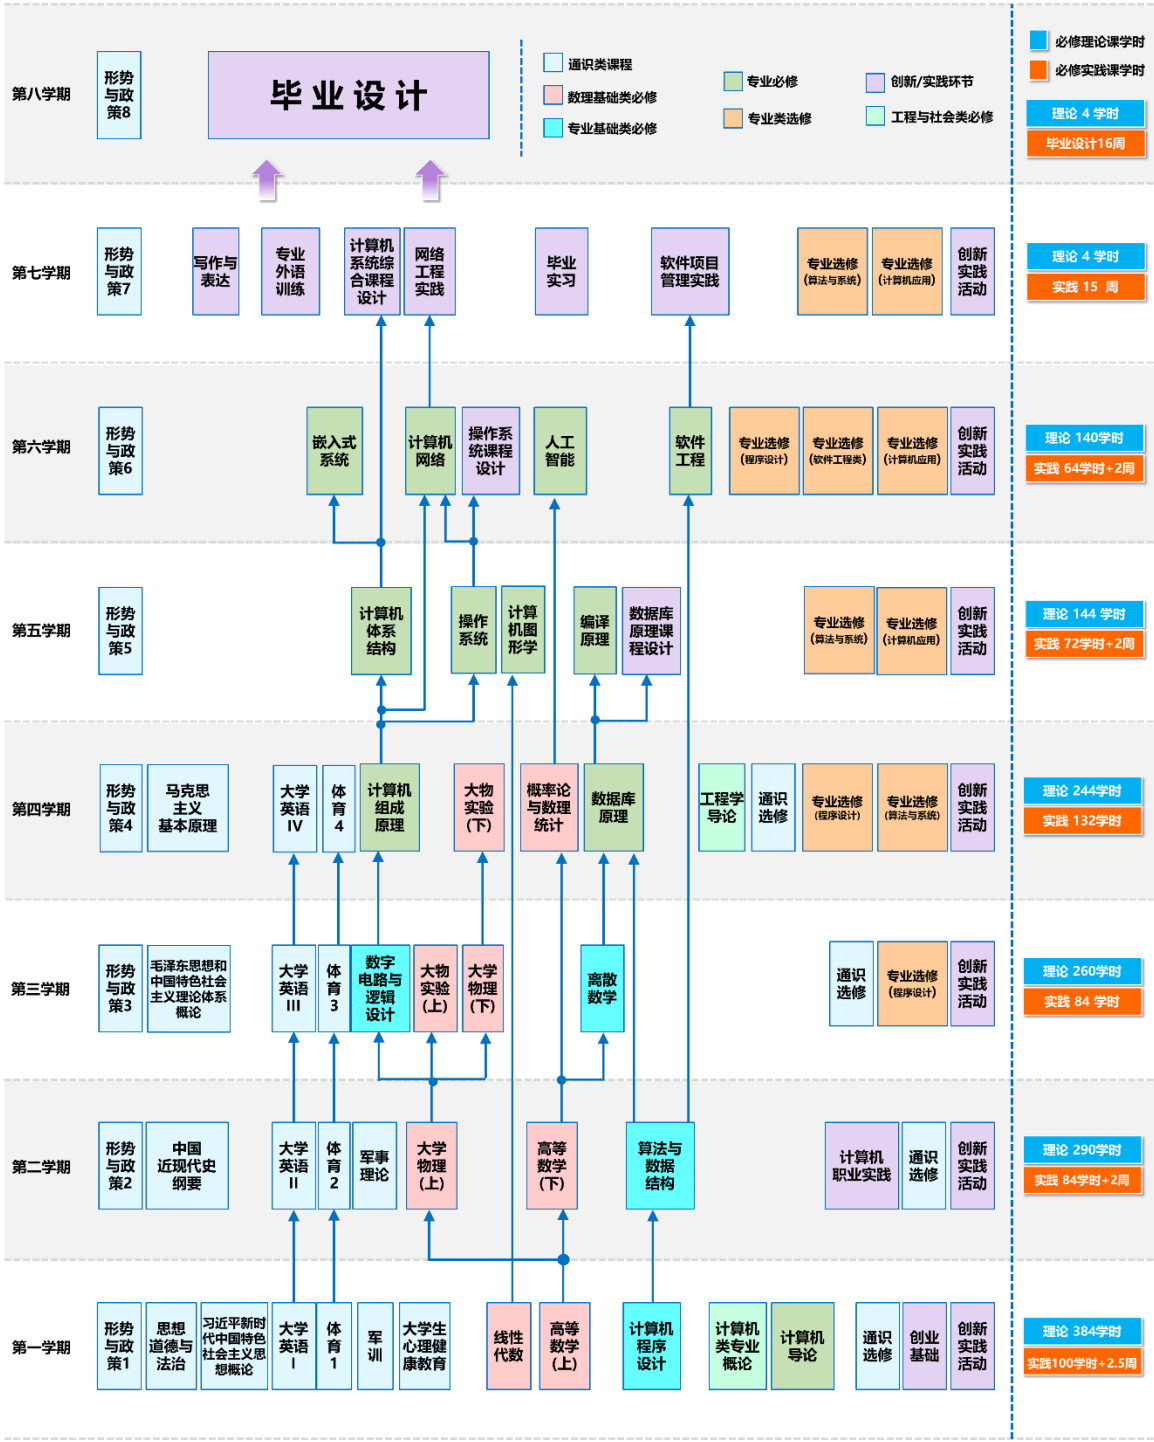 第八学期
形势
与政
策8
毕业设计
通识类课程
数理基础类必修
专业基础类必修
专业必修
专业类选修
创新/实践环节
工程与社会类必修
必修理论课学时
必修实践课学时
理论 4 学时
毕业设计16周
第七学期
形势
与政
策7
写作与
表达
专业
外语
训练
计算机
系统综
合课程
设计
网络
工程
实践
毕业
实习
软件项目
管理实践
专业选修
(算法与系统)
专业选修
(计算机应用)
创新
实践
活动
理论 4 学时
实践 15 周
第六学期
形势
与政
策6
嵌入式
系统
计算机
网络
操作系
统课程
设计
人工
智能
软件
工程
专业选修
(程序设计)
专业选修
(软件工程类)
专业选修
(计算机应用)
创新
实践
活动
理论 140学时
实践 64学时+2周
第五学期
形势
与政
策5
计算机
体系
结构
操作
系统
计算
机图
形学
编译
原理
数据库
原理课
程设计
专业选修
(算法与系统)
专业选修
(计算机应用)
创新
实践
活动
理论 144 学时
实践 72学时+2周
第四学期
形势
与政
策4
马克思
主义
基本原理
大学
英语
IV
体
育
4
计算机
组成
原理
大物
实验
(下)
概率论
与数理
统计
数据库
原理
工程学
导论
通识
选修
专业选修
(程序设计)
专业选修
(算法与系统)
创新
实践
活动
理论 244学时
实践 132学时
第三学期
形势
与政
策3
毛泽东思想和
中国特色社会
主义理论体系
概论
大学
英语
III
体
育
3
数字
电路与
逻辑
设计
大物
实验
(上)
大学
物理
(下)
离散
数学
通识
选修
专业选修
(程序设计)
创新
实践
活动
理论 260学时
实践 84 学时
第二学期
形势
与政
策2
中国
近现代史
纲要
大学
英语
II
体
育
2
军事
理论
大学
物理
(上)
高等
数学
(下)
算法与
数据
结构
计算机
职业实践
通识
选修
创新
实践
活动
理论 290学时
实践 84学时+2周
第一学期
形势
与政
策1
思想
道德与
法治
习近平新时
代中国特色
社会主义思
想概论
大学
英语
I
体
育
1
军
训
大学生
心理健
康教育
线性
代数
高等
数学
(上)
计算机
程序
设计
计算机
类专业
概论
计算机
导论
通识
选修
创业
基础
创新
实践
活动
理论 384学时
实践100学时+2.5周